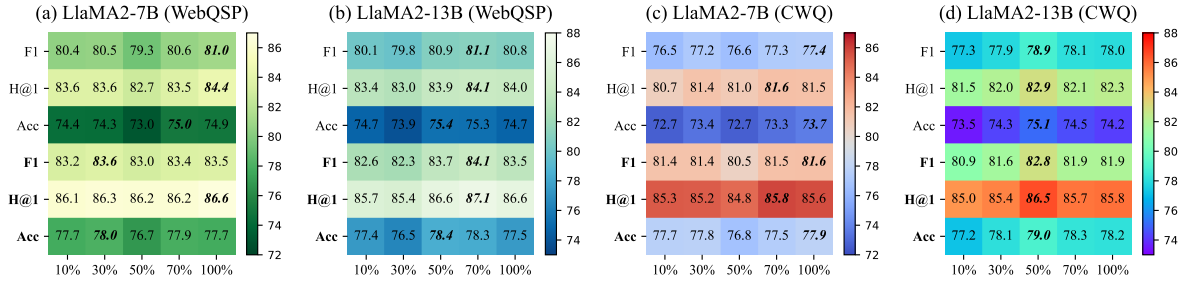 (a) LlaMA2-7B (WebQSP)
F1 80.4 80.5 79.3 80.6 81.0
H@1 83.6 83.6 82.7 83.5 84.4
Acc 74.4 74.3 73.0 75.0 74.9
F1 83.2 83.6 83.0 83.4 83.5
H@1 86.1 86.3 86.2 86.2 86.6
Acc 77.7 78.0 76.7 77.9 77.7
10% 30% 50% 70% 100%
86
84
82
80
78
76
74
72
(b) LlaMA2-13B (WebQSP)
F1 80.1 79.8 80.9 81.1 80.8
H@1 83.4 83.0 83.9 84.1 84.0
Acc 74.7 73.9 75.4 75.3 74.7
F1 82.6 82.3 83.7 84.1 83.5
H@1 85.7 85.4 86.6 87.1 86.6
Acc 77.4 76.5 78.4 78.3 77.5
10% 30% 50% 70% 100%
88
86
84
82
80
78
76
74
(c) LlaMA2-7B (CWQ)
F1 76.5 77.2 76.6 77.3 77.4
H@1 80.7 81.4 81.0 81.6 81.5
Acc 72.7 73.4 72.7 73.3 73.7
F1 81.4 81.4 80.5 81.5 81.6
H@1 85.3 85.2 84.8 85.8 85.6
Acc 77.7 77.8 76.8 77.5 77.9
10% 30% 50% 70% 100%
86
84
82
80
78
76
74
72
(d) LlaMA2-13B (CWQ)
F1 77.3 77.9 78.9 78.1 78.0
H@1 81.5 82.0 82.9 82.1 82.3
Acc 73.5 74.3 75.1 74.5 74.2
F1 80.9 81.6 82.8 81.9 81.9
H@1 85.0 85.4 86.5 85.7 85.8
Acc 77.2 78.1 79.0 78.3 78.2
10% 30% 50% 70% 100%
88
86
84
82
80
78
76
74